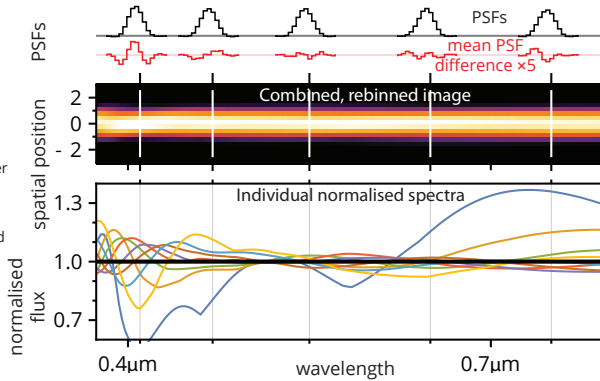 PSFs
PSFs
mean PSF
difference ×5
Combined, rebinned image
spatial position
2
0
- 2
er
d
Individual normalised spectra
normalised
flux
1.3
1.0
0.7
0.4μm
wavelength
0.7μm